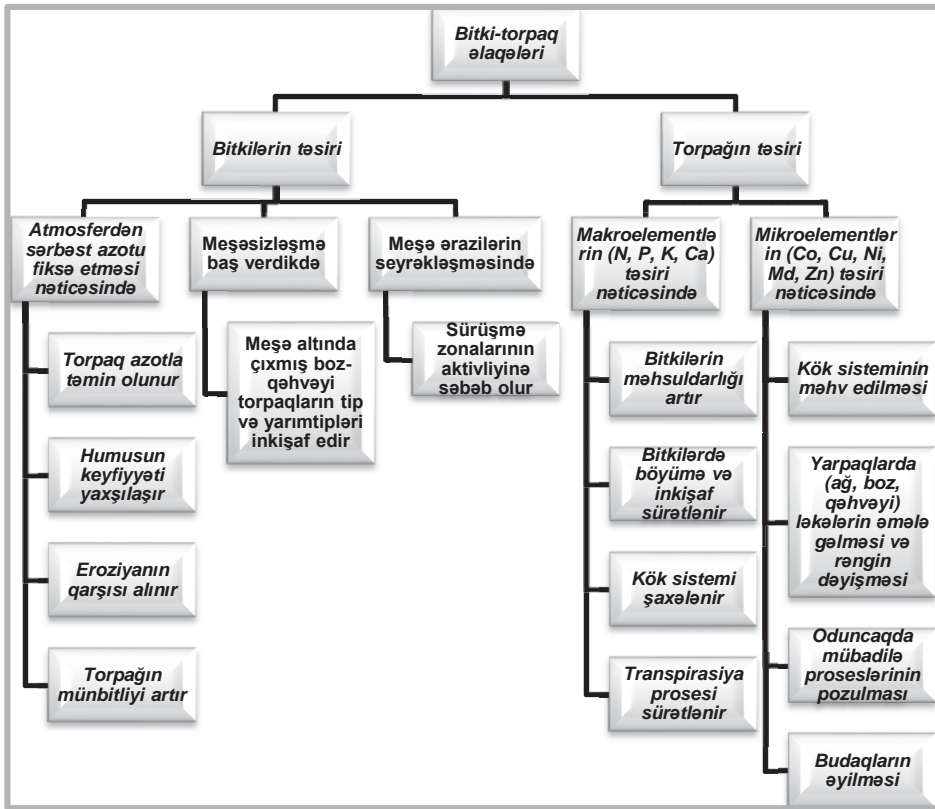 Bitki-torpaq
əlaqələri
Bitkilərin təsiri
Torpağın təsiri
Atmosferdən
sərbəst azotu
fiksə etməsi
nəticəsində
Meşəsizləşmə
baş verdikdə
Meşə ərazilərin
seyrəkləşməsində
Makroelementlə
rin (N, P, K, Ca)
təsiri
nəticəsində
Mikroelementlər
in (Co, Cu, Ni,
Md, Zn) təsiri
nəticəsində
Torpaq azotla
təmin olunur
Humusun
keyfiyyəti
yaxşılaşır
Eroziyanın
qarşısı alınır
Torpağın
münbitliyi artır
Meşə altında
çıxmış boz-
qəhvəyi
torpaqların tip
və yarımtipləri
inkişaf edir
Sürüşmə
zonalarının
aktivliyinə
səbəb olur
Bitkilərin
məhsuldarlığı
artır
Bitkilərdə
böyümə və
inkişaf
sürətlənir
Kök sistemi
şaxələnir
Transpirasiya
prosesi
sürətlənir
Kök sisteminin
məhv edilməsi
Yarpaqlarda
(ağ, boz,
qəhvəyi)
ləkələrin əmələ
gəlməsi və
rəngin
dəyişməsi
Oduncaqda
mübadilə
proseslərinin
pozulması
Budaqların
əyilməsi